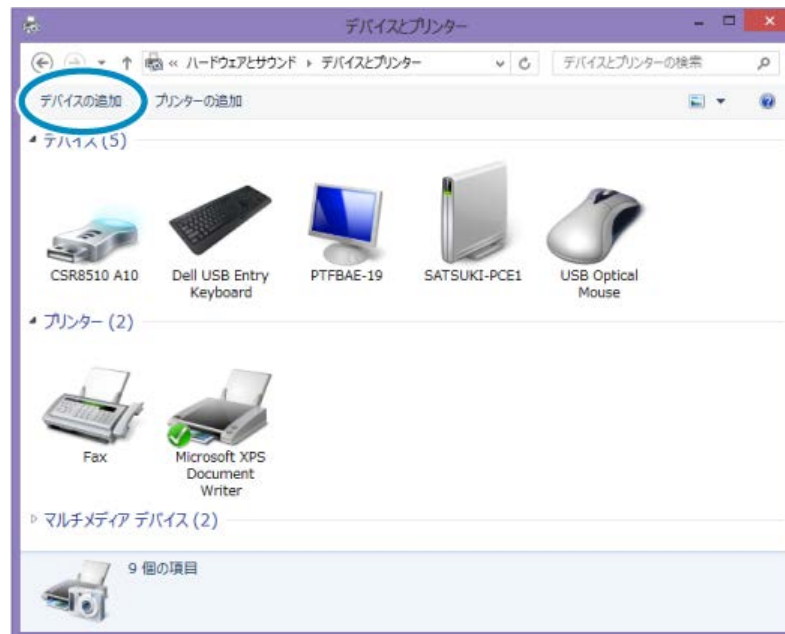 デバイスとプリンター
« ハードウェアとサウンド ▸ デバイスとプリンター
デバイスとプリンターの検索
デバイスの追加 プリンターの追加
デバイス (5)
CSR8510 A10
Dell USB Entry
Keyboard
PTFBAE-19
SATSUKI-PCE1
USB Optical
Mouse
プリンター (2)
Fax
Microsoft XPS
Document
Writer
マルチメディア デバイス (2)
9 個の項目